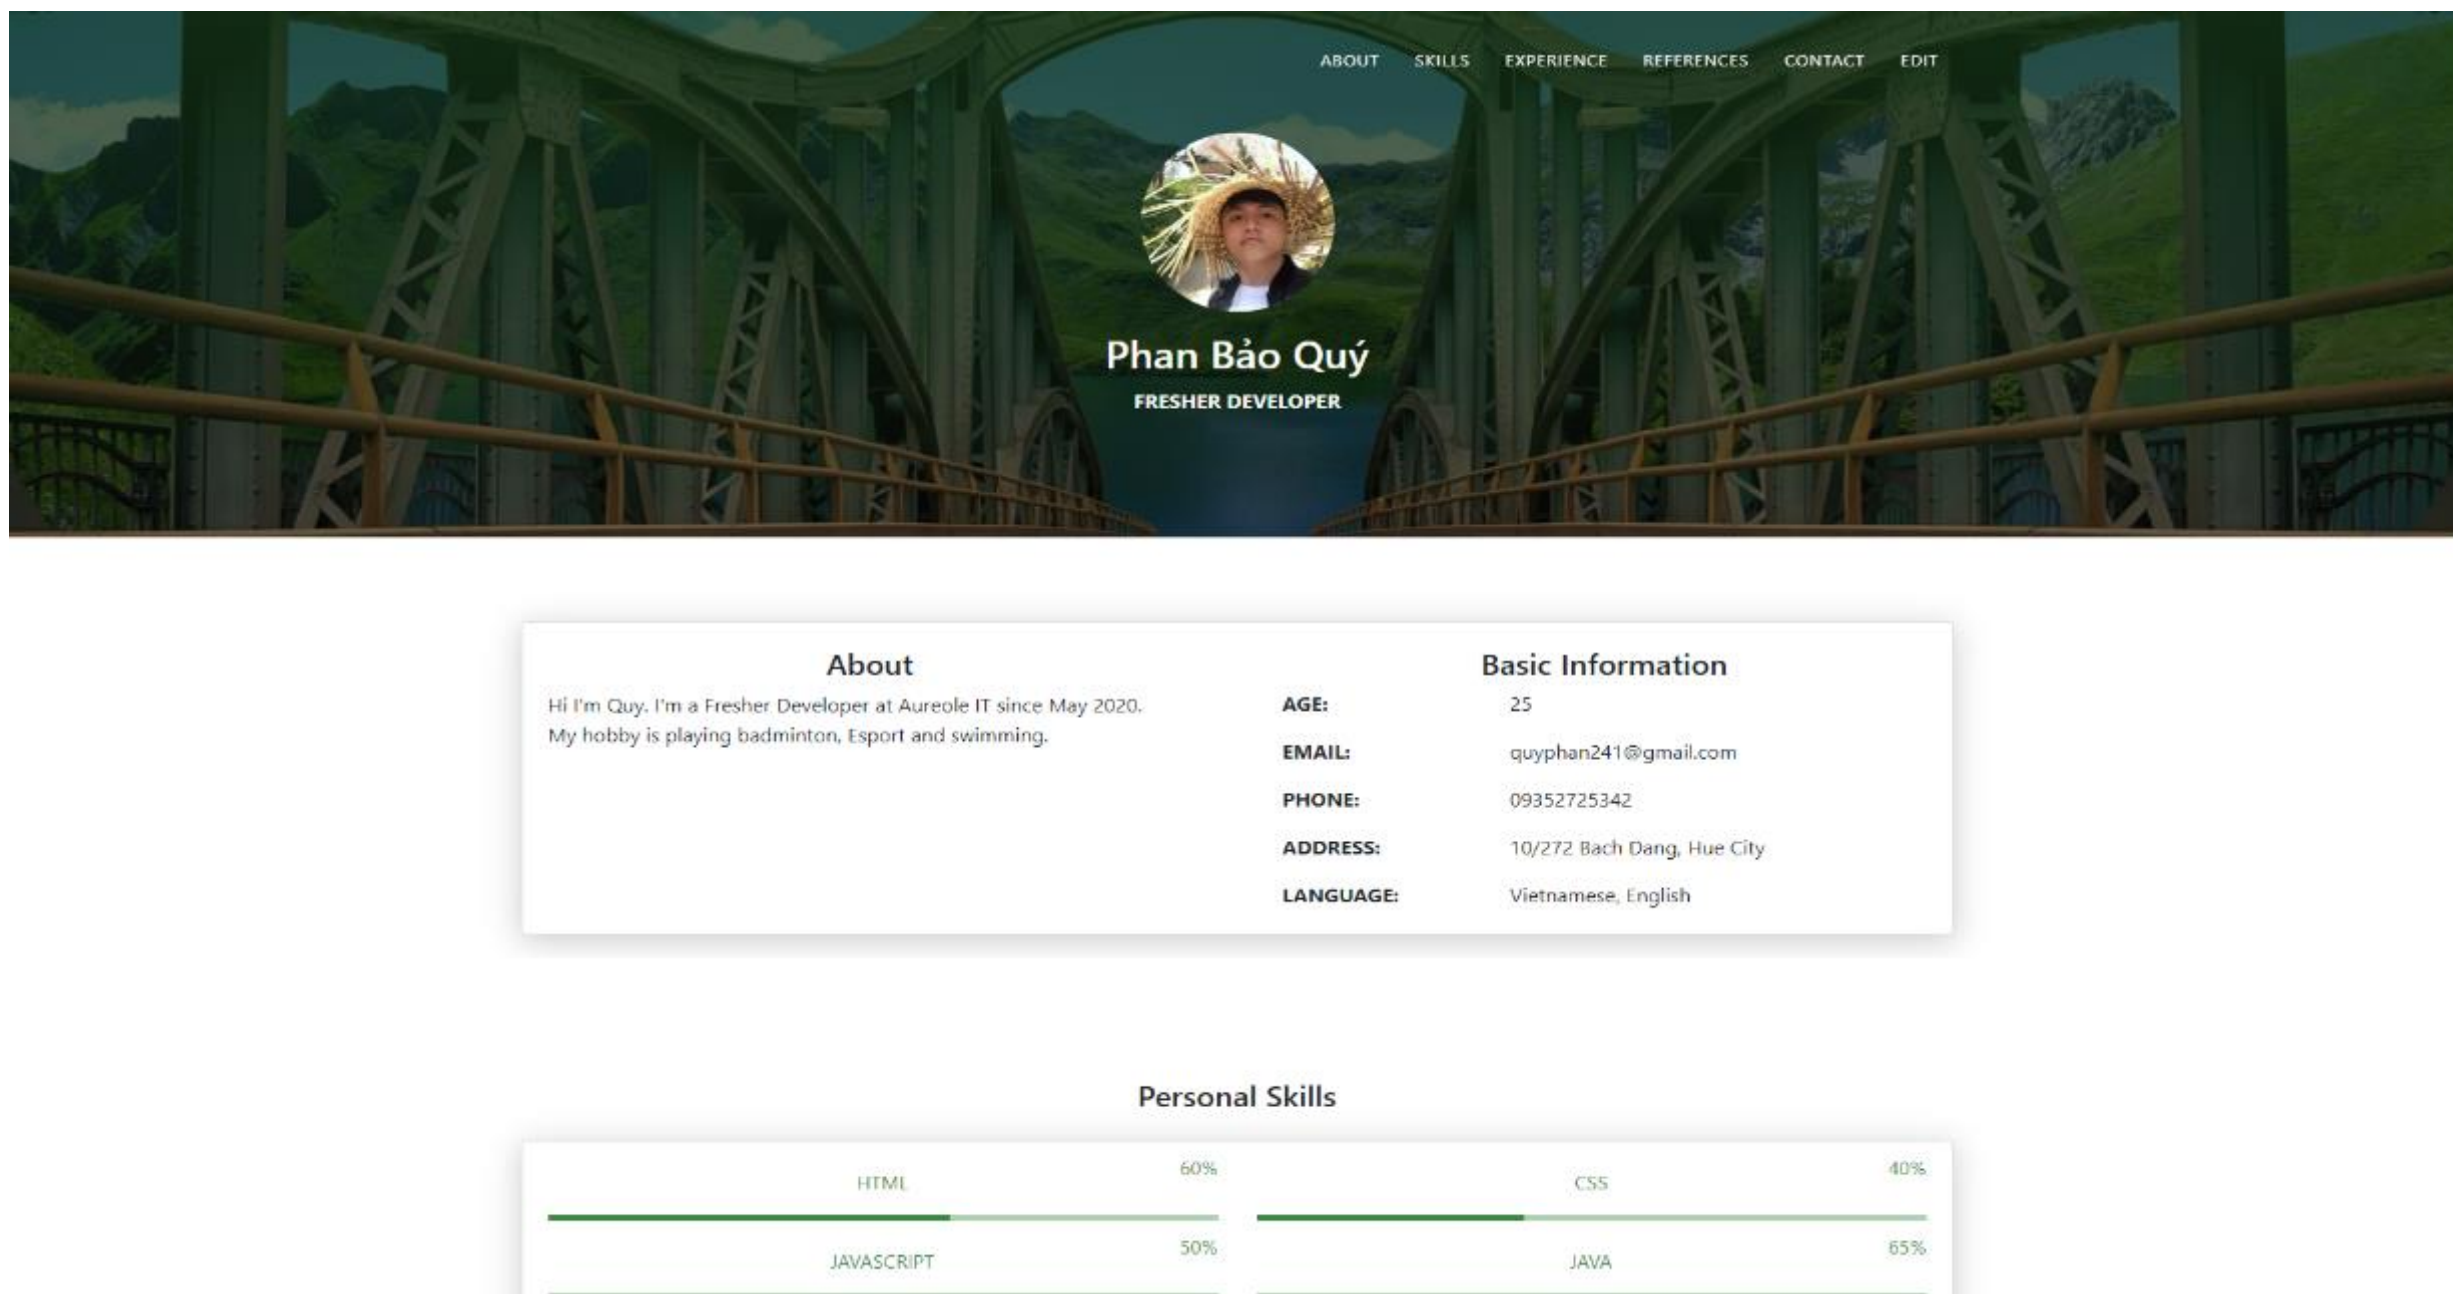 ABOUT SKILLS EXPERIENCE REFERENCES CONTACT EDIT
Phan Bảo Quý
FRESHER DEVELOPER
About
Hi I'm Quy. I'm a Fresher Developer at Aureole IT since May 2020.
My hobby is playing badminton, Esport and swimming.
Basic Information
AGE: 25
EMAIL: quyphan241@gmail.com
PHONE: 09352725342
ADDRESS: 10/272 Bach Dang, Hue City
LANGUAGE: Vietnamese, English
Personal Skills
HTML 60%
CSS 40%
JAVASCRIPT 50%
JAVA 65%